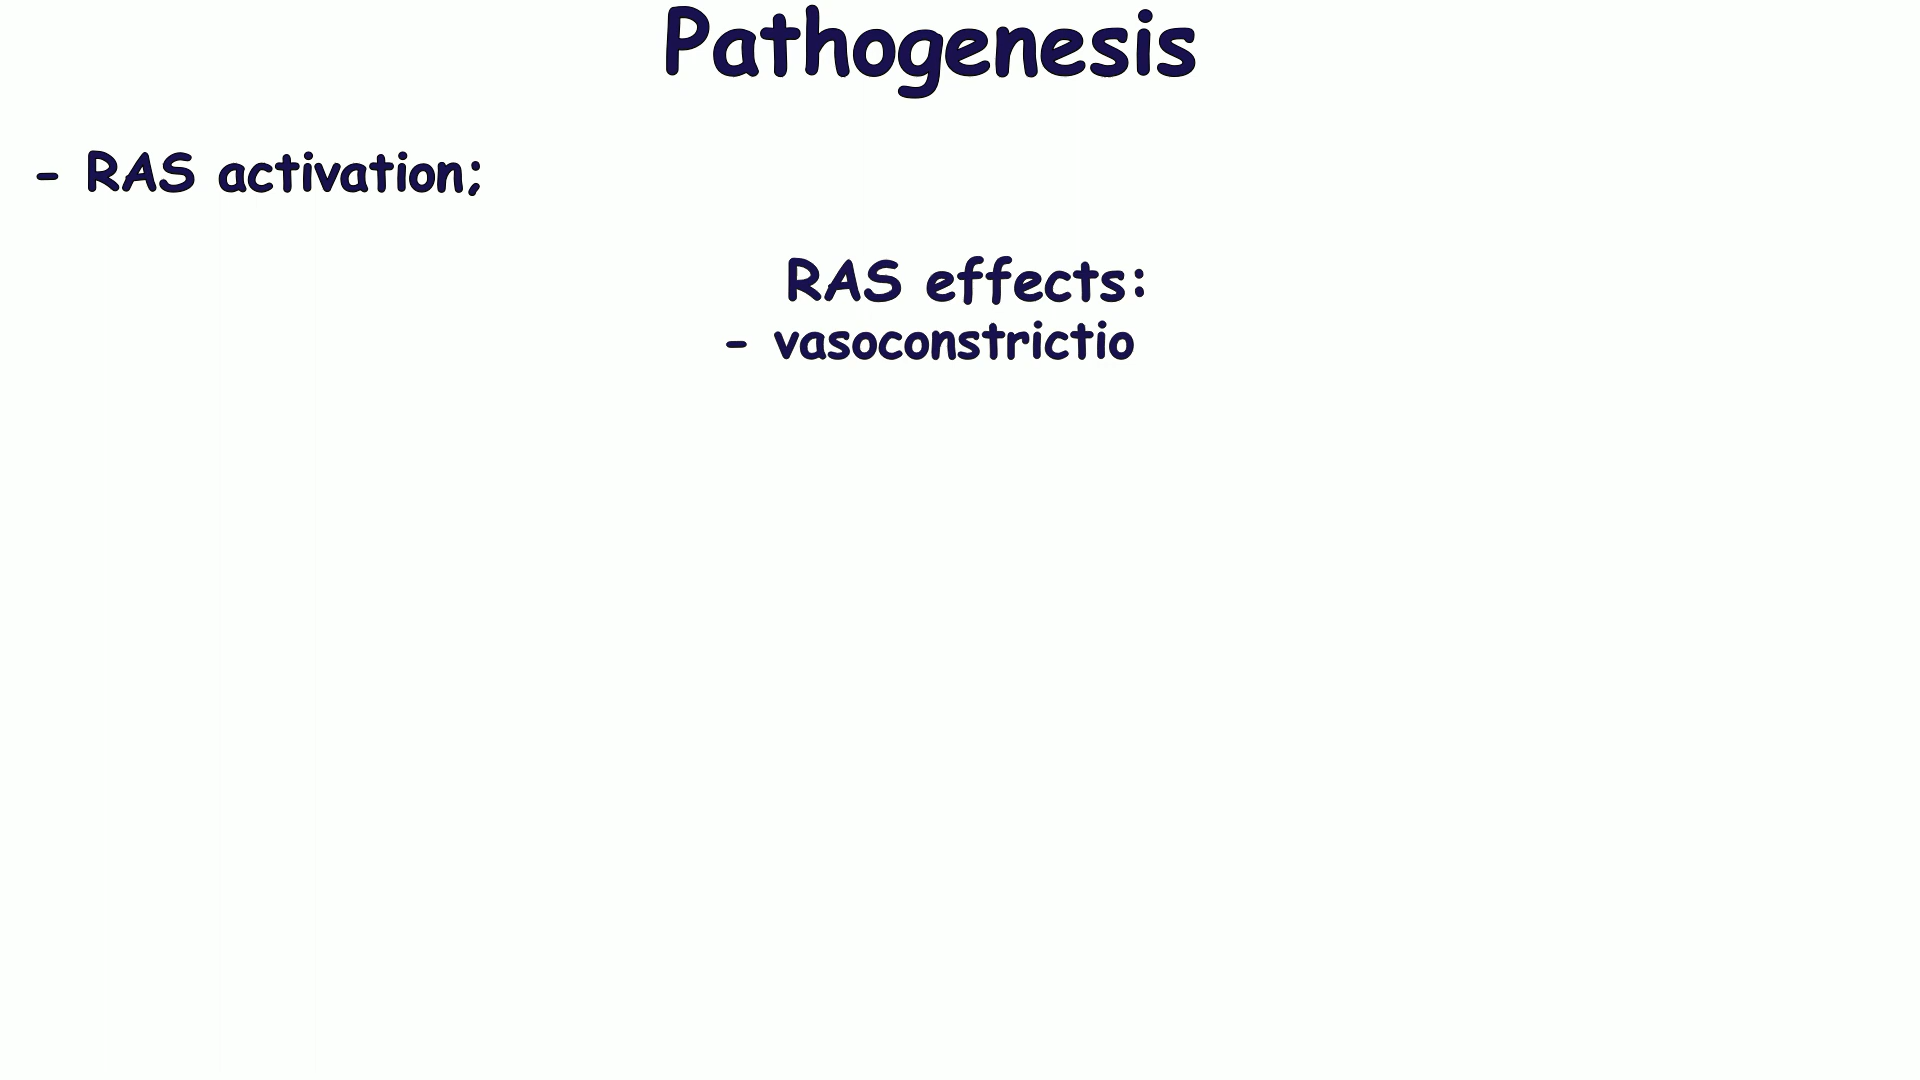 Pathogenesis
- RAS activation;
RAS effects:
- vasoconstrictio